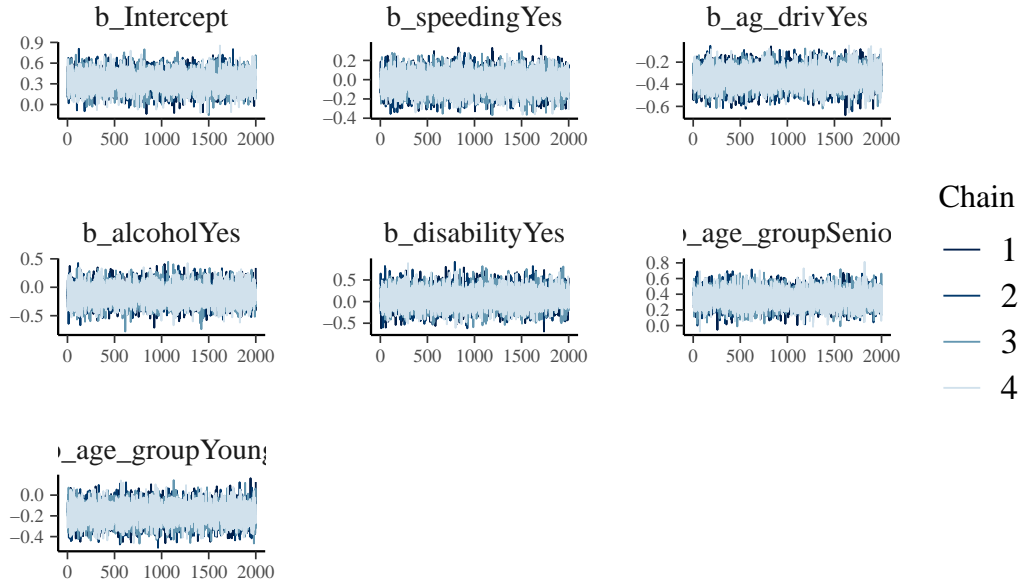 b_Intercept
0.9
0.6
0.3
0.0
0 500 1000 1500 2000
b_speedingYes
0.2
0.0
−0.2
−0.4
0 500 1000 1500 2000
b_ag_drivYes
−0.2
−0.4
−0.6
0 500 1000 1500 2000
b_alcoholYes
0.5
0.0
−0.5
0 500 1000 1500 2000
b_disabilityYes
0.5
0.0
−0.5
0 500 1000 1500 2000
_age_groupSenio
0.8
0.6
0.4
0.2
0.0
0 500 1000 1500 2000
_age_groupYoung
0.0
−0.2
−0.4
0 500 1000 1500 2000
Chain
1
2
3
4